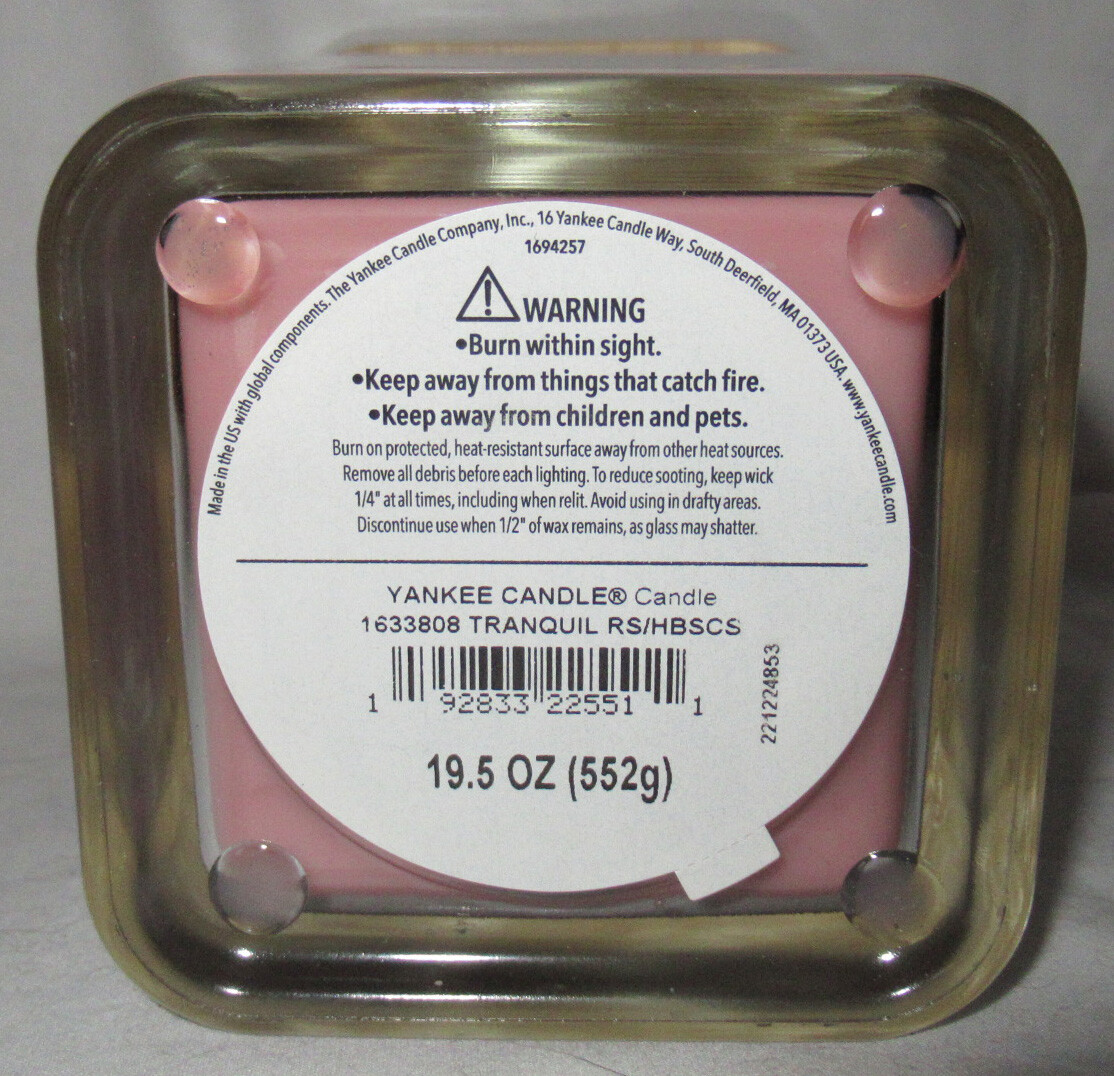 Made in the US with global components. The Yankee Candle Company, Inc., 16 Yankee Candle Way, South Deerfield, MA 01373 USA. www.yankeecandle.com
1694257
WARNING
•Burn within sight.
•Keep away from things that catch fire.
•Keep away from children and pets.
Burn on protected, heat-resistant surface away from other heat sources.
Remove all debris before each lighting. To reduce sooting, keep wick
1/4" at all times, including when relit. Avoid using in drafty areas.
Discontinue use when 1/2" of wax remains, as glass may shatter.
YANKEE CANDLE® Candle
1633808 TRANQUIL RS/HBSCS
1 92833 22551 1
221224853
19.5 OZ (552g)